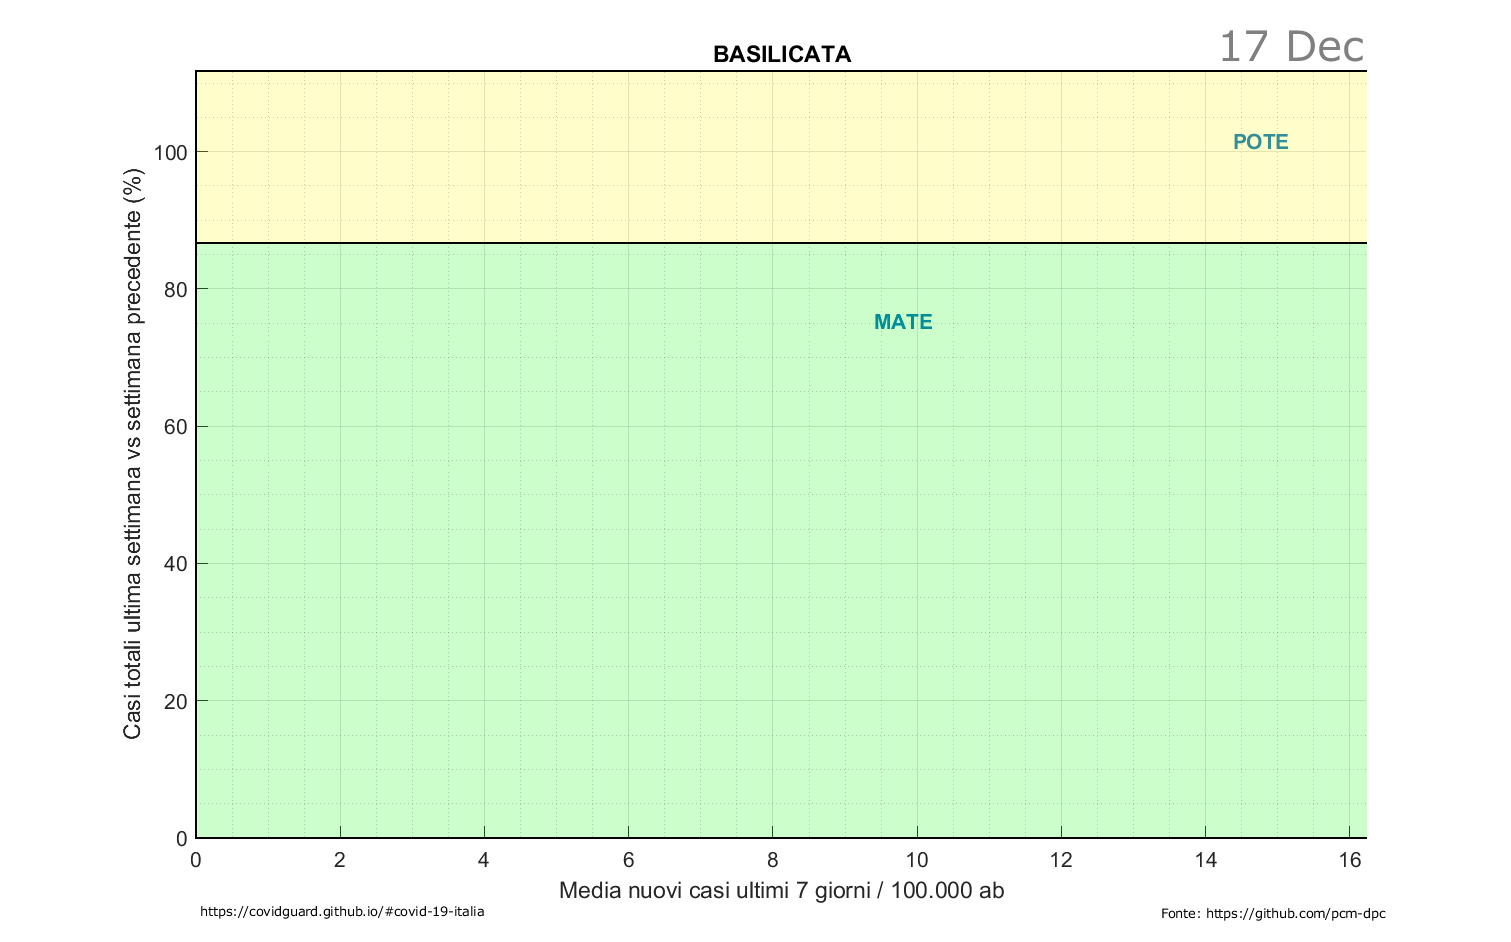 BASILICATA
17 Dec
POTE
MATE
Casi totali ultima settimana vs settimana precedente (%)
100
80
60
40
20
0
0 2 4 6 8 10 12 14 16
Media nuovi casi ultimi 7 giorni / 100.000 ab
https://covidguard.github.io/#covid-19-italia
Fonte: https://github.com/pcm-dpc